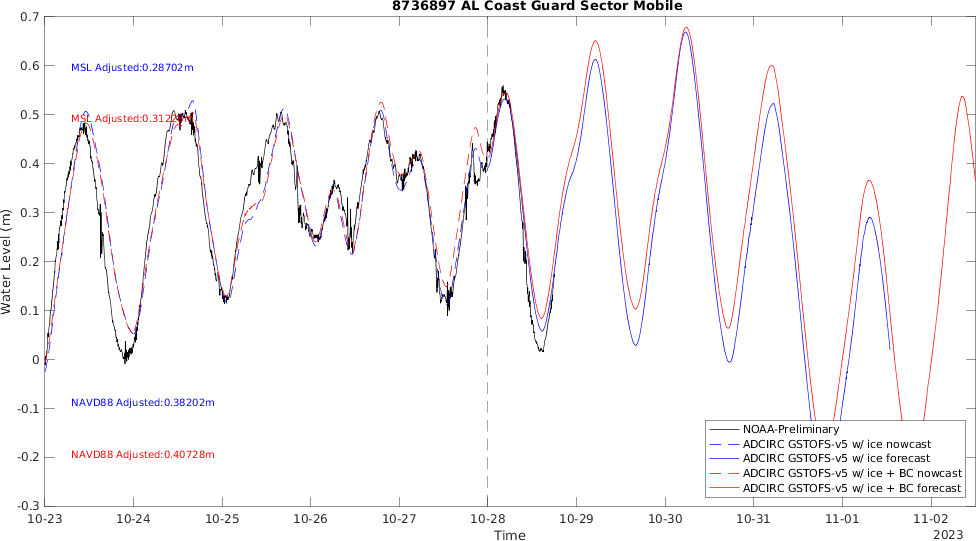 8736897 AL Coast Guard Sector Mobile
0.7
0.6
0.5
0.4
0.3
0.2
0.1
0
-0.1
-0.2
-0.3
Water Level (m)
MSL Adjusted:0.28702m
MSL Adjusted:0.3122
NAVD88 Adjusted:0.38202m
NAVD88 Adjusted:0.40728m
NOAA-Preliminary
ADCIRC GSTOFS-v5 w/ ice nowcast
ADCIRC GSTOFS-v5 w/ ice forecast
ADCIRC GSTOFS-v5 w/ ice + BC nowcast
ADCIRC GSTOFS-v5 w/ ice + BC forecast
10-23 10-24 10-25 10-26 10-27 10-28 10-29 10-30 10-31 11-01 11-02
Time
2023